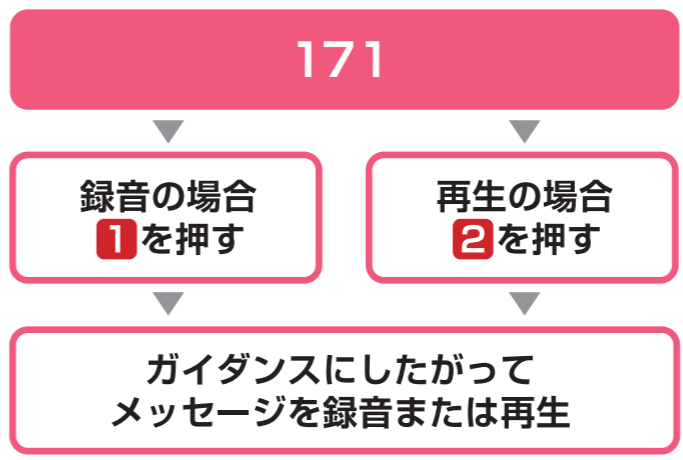 171
録音の場合
1を押す
再生の場合
2を押す
ガイダンスにしたがって
メッセージを録音または再生